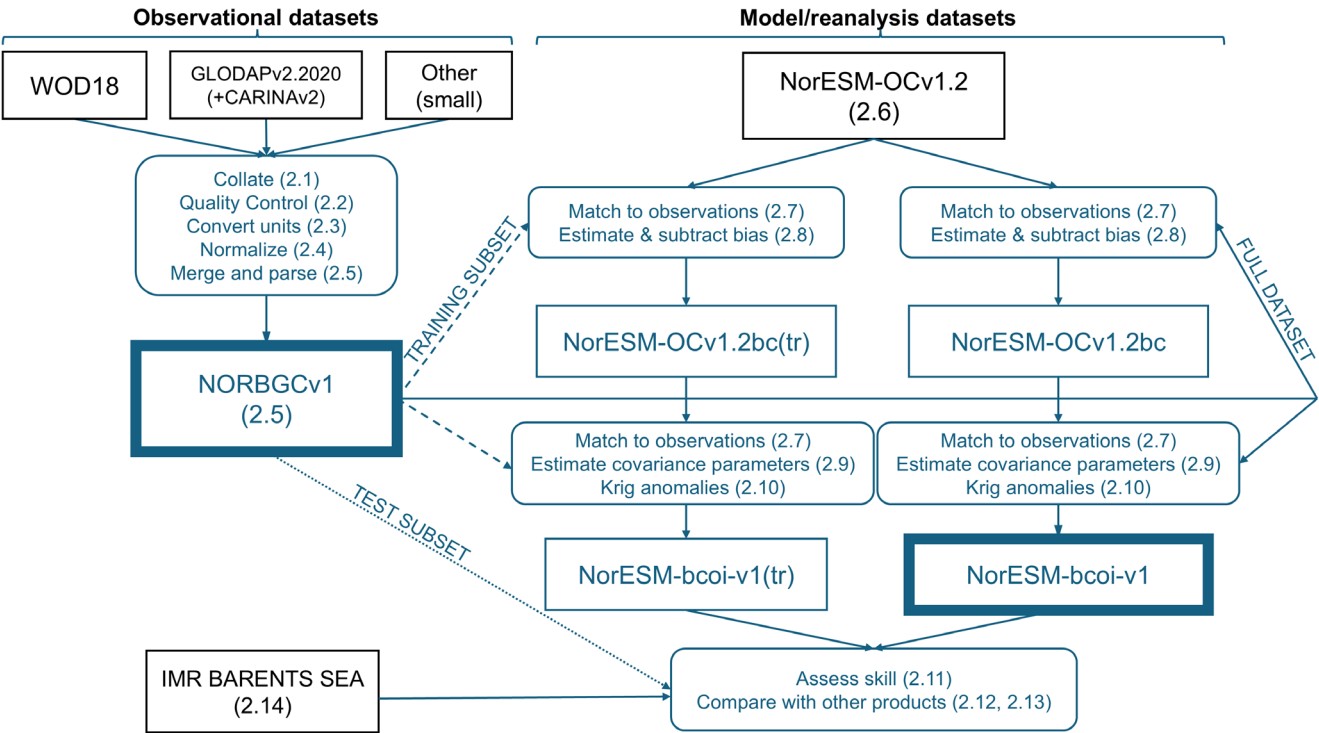 Observational datasets
Model/reanalysis datasets
WOD18
GLODAPv2.2020
(+CARINAv2)
Other
(small)
NorESM-OCv1.2
(2.6)
Collate (2.1)
Quality Control (2.2)
Convert units (2.3)
Normalize (2.4)
Merge and parse (2.5)
Match to observations (2.7)
Estimate & subtract bias (2.8)
Match to observations (2.7)
Estimate & subtract bias (2.8)
TRAINING SUBSET
FULL DATASET
NorESM-OCv1.2bc(tr)
NorESM-OCv1.2bc
NORBGCv1
(2.5)
Match to observations (2.7)
Estimate covariance parameters (2.9)
Krig anomalies (2.10)
Match to observations (2.7)
Estimate covariance parameters (2.9)
Krig anomalies (2.10)
TEST SUBSET
NorESM-bcoi-v1(tr)
NorESM-bcoi-v1
IMR BARENTS SEA
(2.14)
Assess skill (2.11)
Compare with other products (2.12, 2.13)